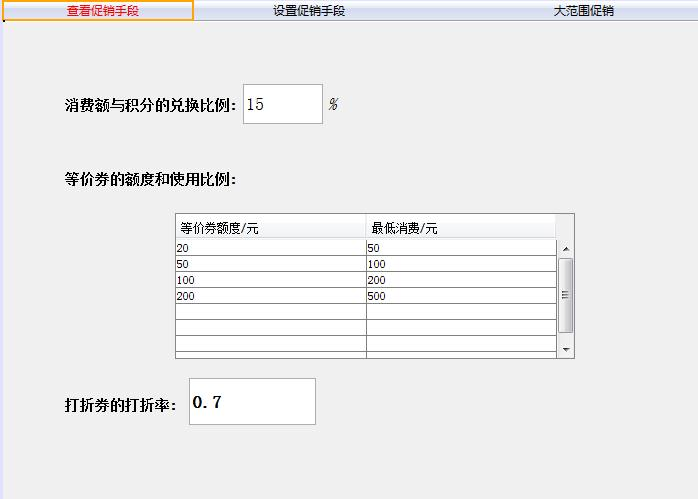 查看促销手段 设置促销手段 大范围促销
消费额与积分的兑换比例： 15 %
等价券的额度和使用比例：
等价券额度/元 最低消费/元
20 50
50 100
100 200
200 500
打折券的打折率： 0.7